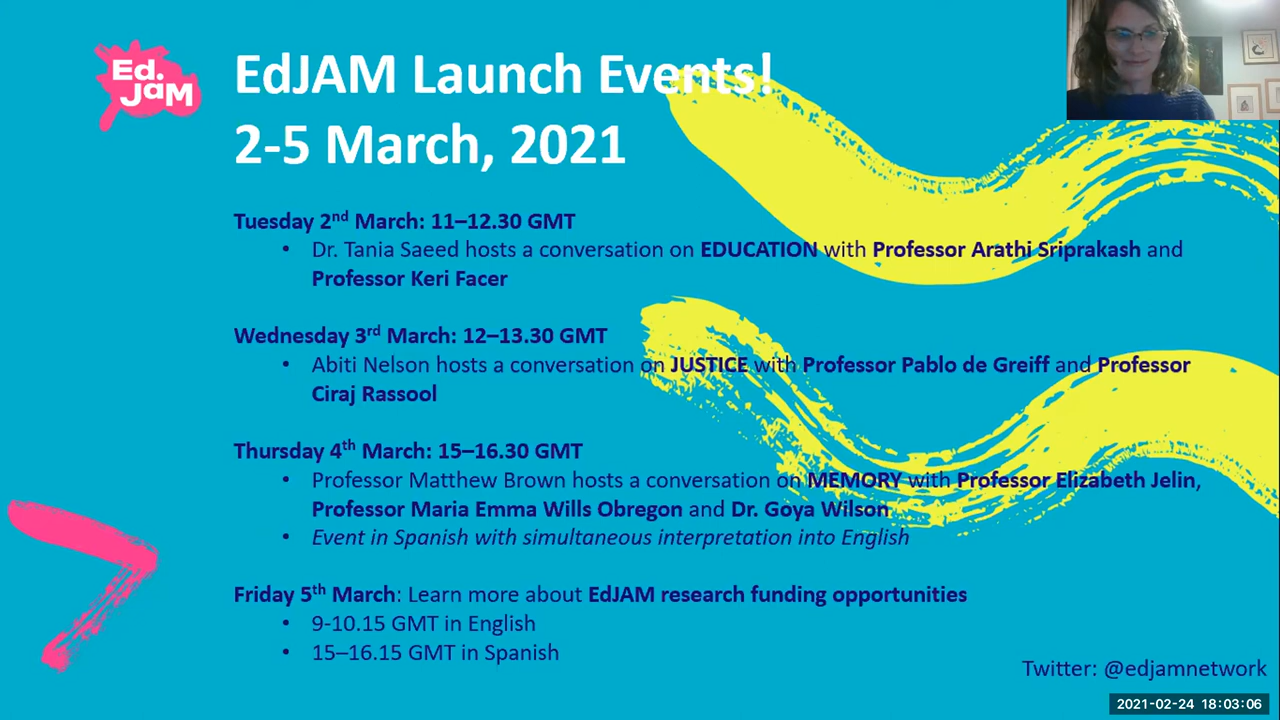 Ed.
JaM
EdJAM Launch Events!
2-5 March, 2021
Tuesday 2nd March: 11–12.30 GMT
• Dr. Tania Saeed hosts a conversation on EDUCATION with Professor Arathi Sriprakash and
Professor Keri Facer
Wednesday 3rd March: 12–13.30 GMT
• Abiti Nelson hosts a conversation on JUSTICE with Professor Pablo de Greiff and Professor
Ciraj Rassool
Thursday 4th March: 15–16.30 GMT
• Professor Matthew Brown hosts a conversation on MEMORY with Professor Elizabeth Jelin,
Professor Maria Emma Wills Obregon and Dr. Goya Wilson
• Event in Spanish with simultaneous interpretation into English
Friday 5th March: Learn more about EdJAM research funding opportunities
• 9-10.15 GMT in English
• 15–16.15 GMT in Spanish
Twitter: @edjamnetwork
2021-02-24 18:03:06